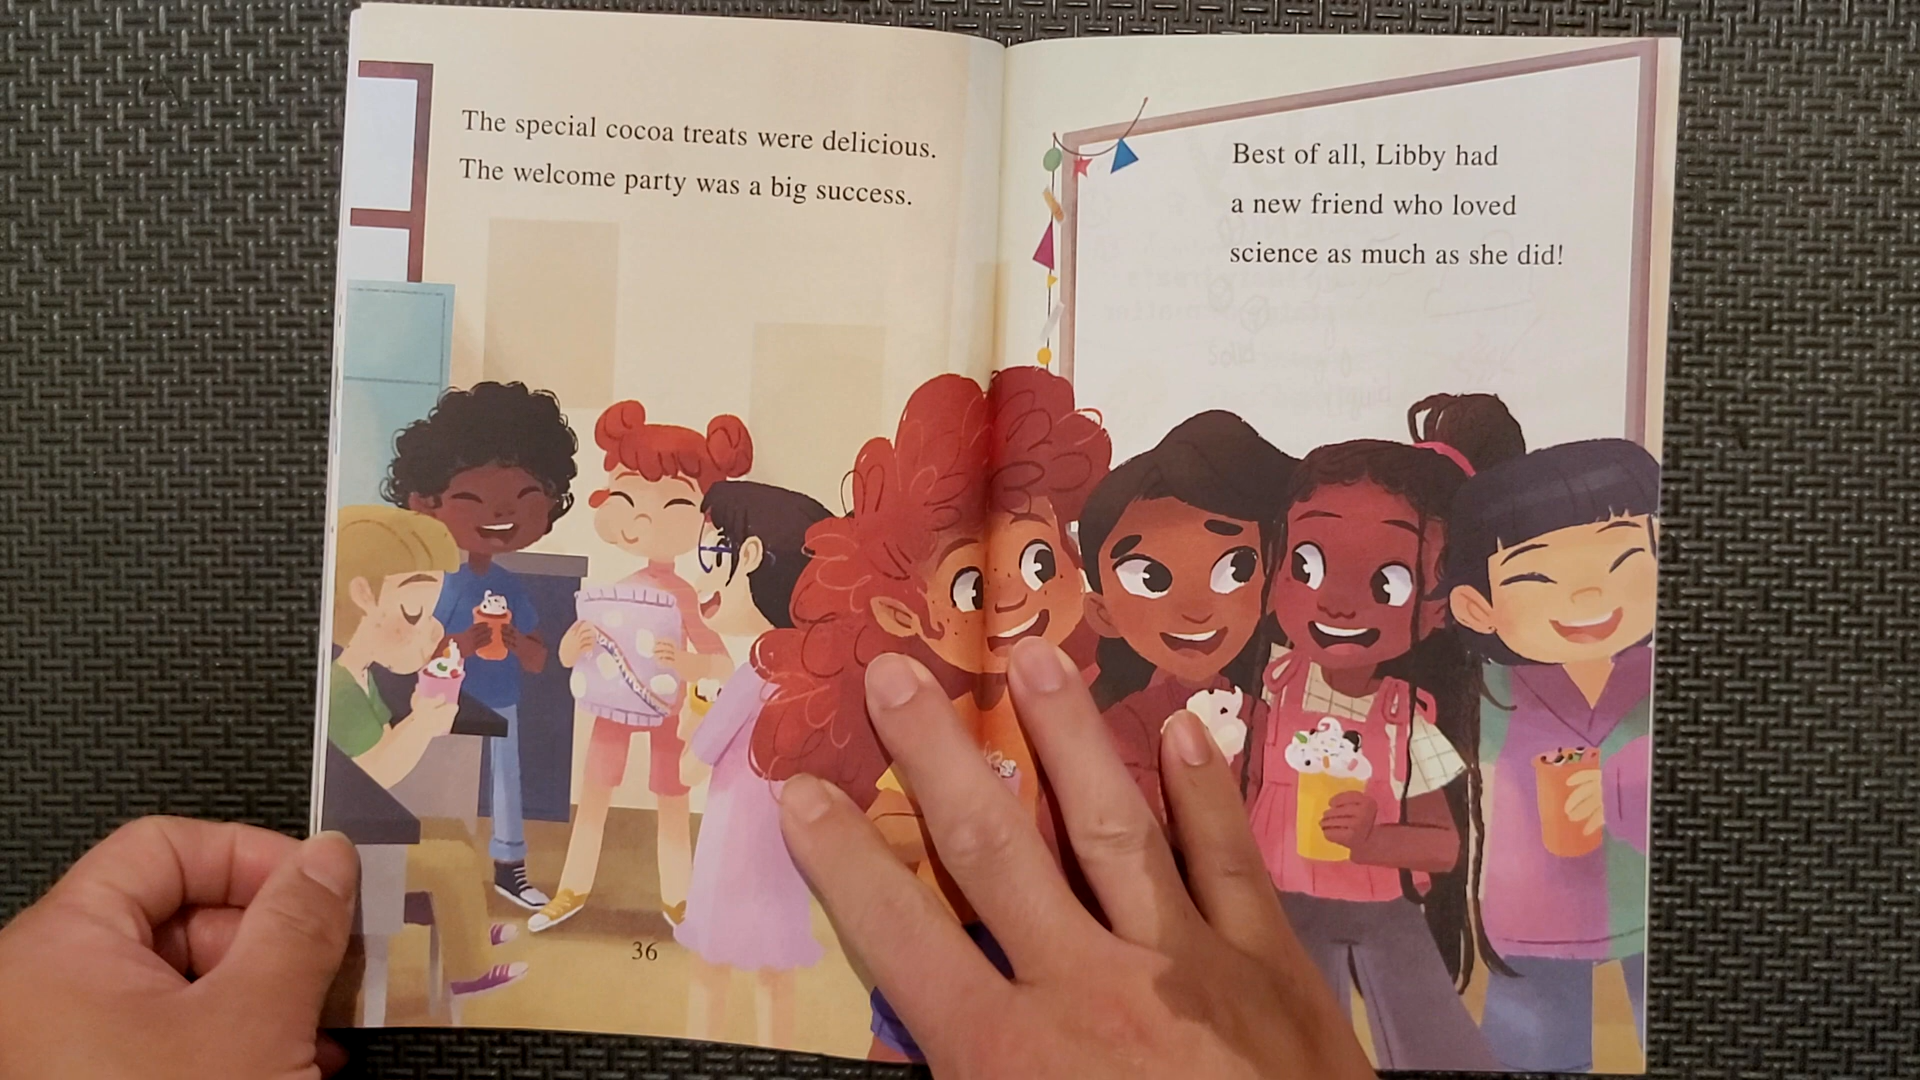 The special cocoa treats were delicious.
The welcome party was a big success.
36
Best of all, Libby had
a new friend who loved
science as much as she did!